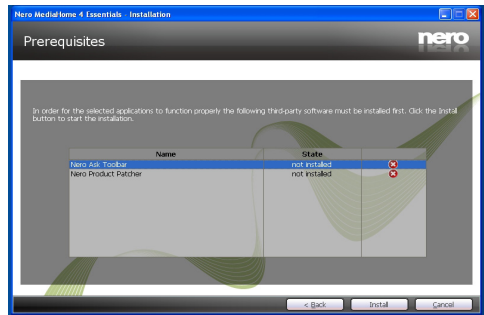 Nero MediaHome 4 Essentials - Installation
Prerequisites
nero
In order for the selected applications to function properly the following third-party software must be installed first. Click the Install
button to start the installation.
Name State
Nero Ask Toolbar not installed
Nero Product Patcher not installed
< Back Install Cancel